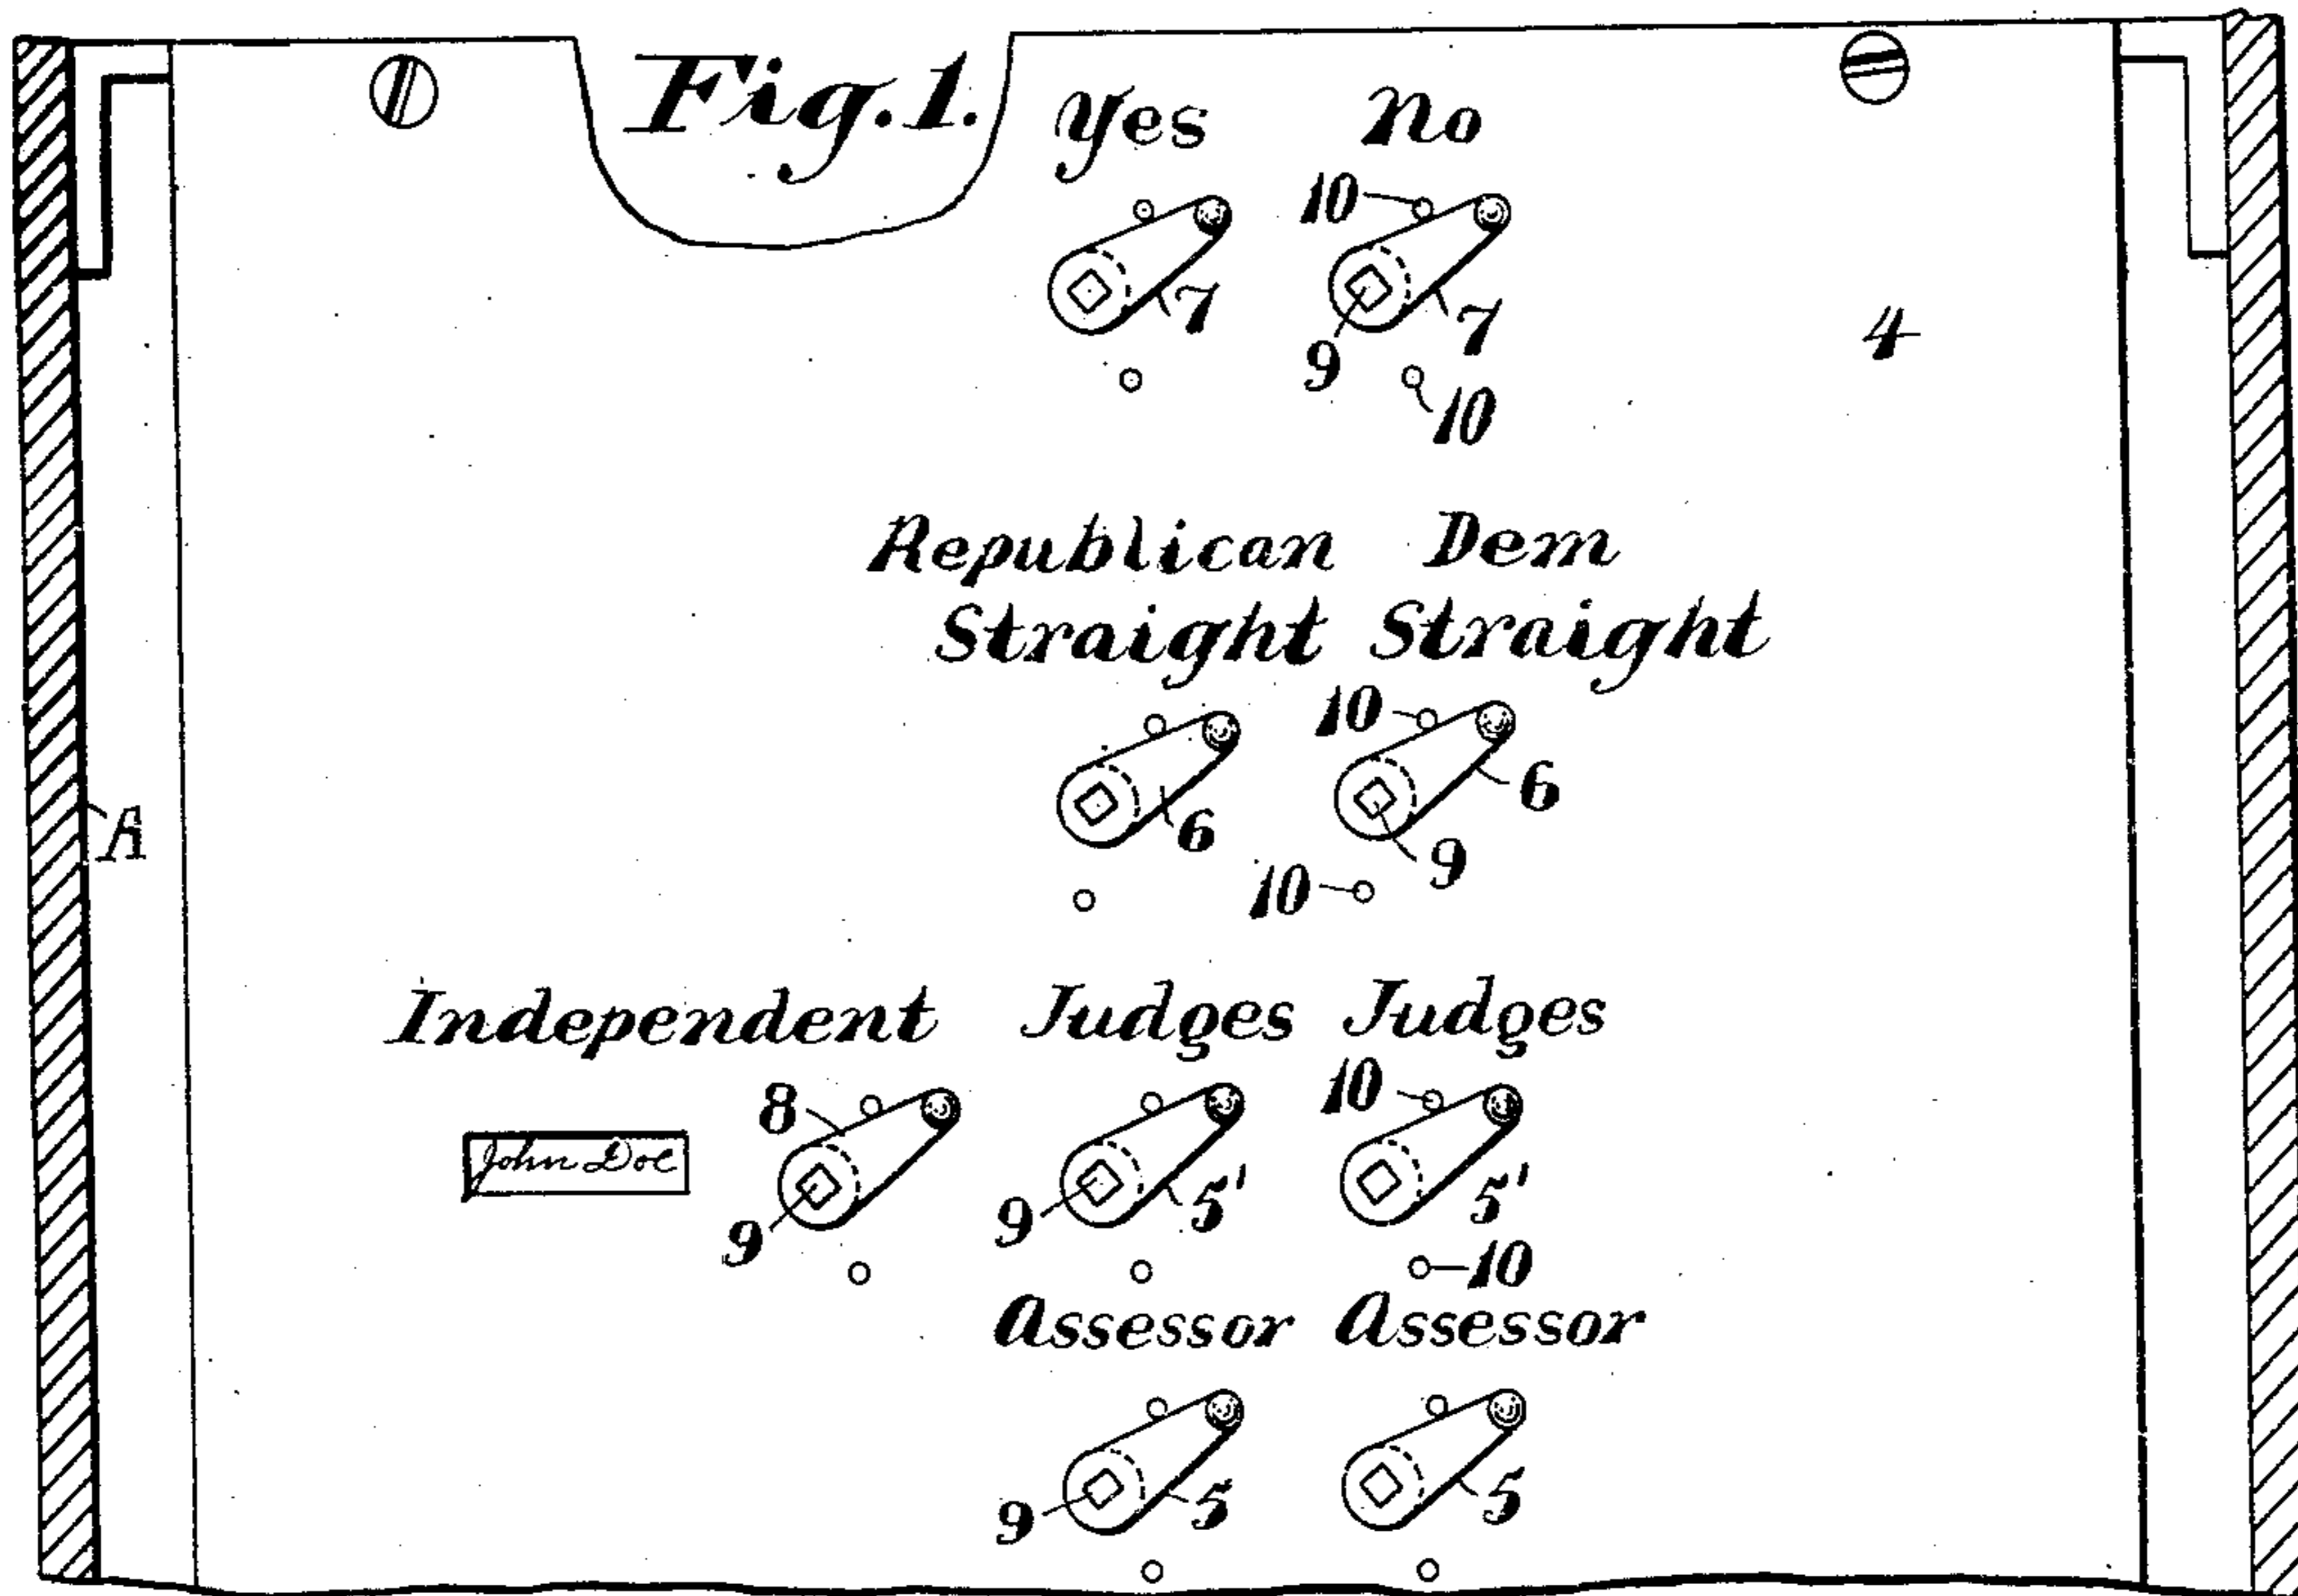 Fig. 1.
Yes No
10
7 7
9
4
10
Republican Dem
Straight Straight
10
6
A
6
9
10
Independent Judges Judges
10
8
John Doe
5' 5'
9 9
10
Assessor Assessor
5 5
9